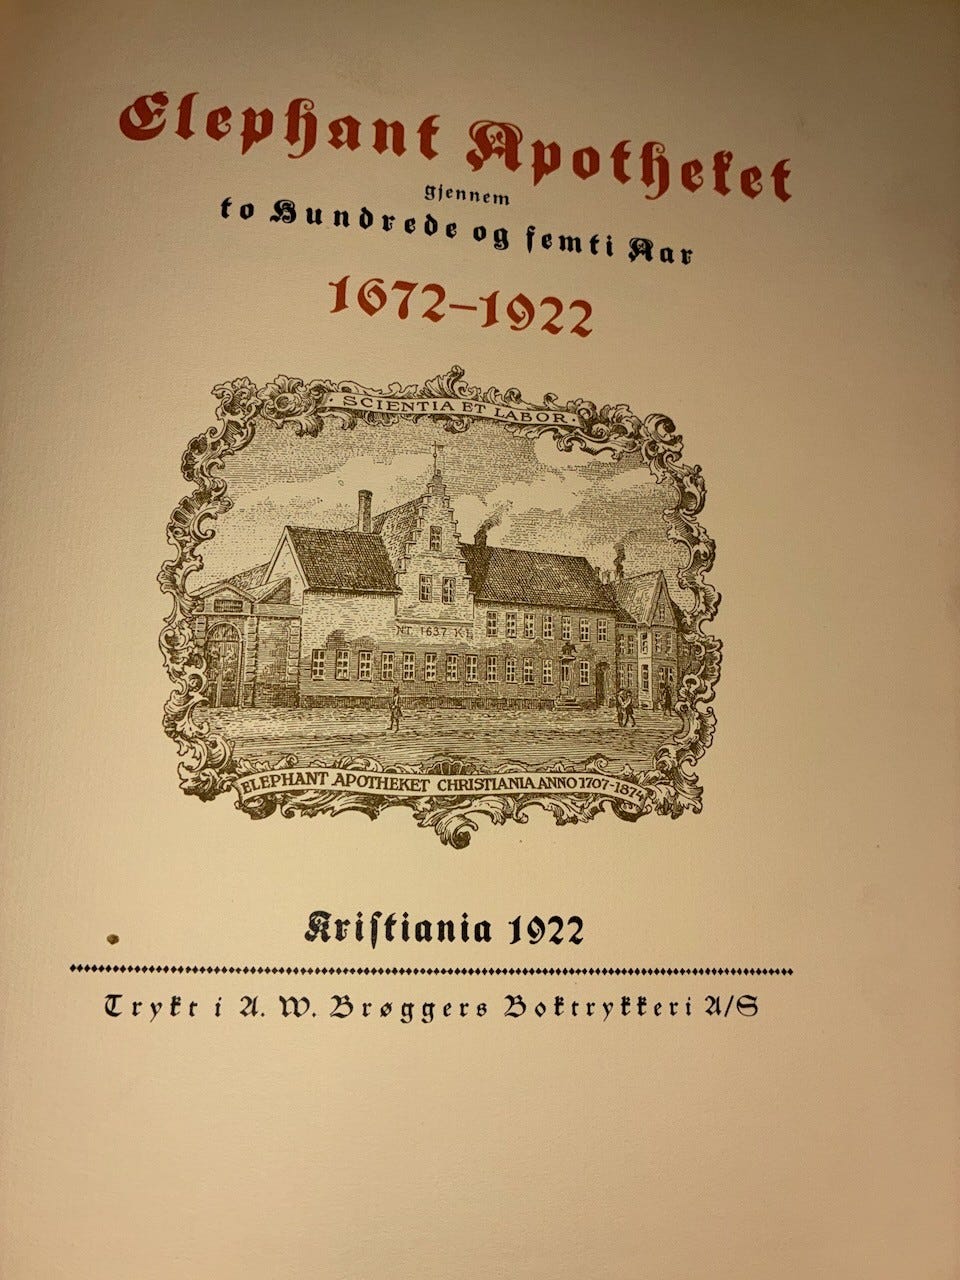 Elephant Apotheket
gjennem
to Hundrede og femti Aar
1672–1922
· SCIENTIA ET LABOR ·
1637
ELEPHANT APOTHEKET CHRISTIANIA ANNO 1707-1874
Kristiania 1922
Trykt i A. W. Brøggers Boktrykkeri A/S